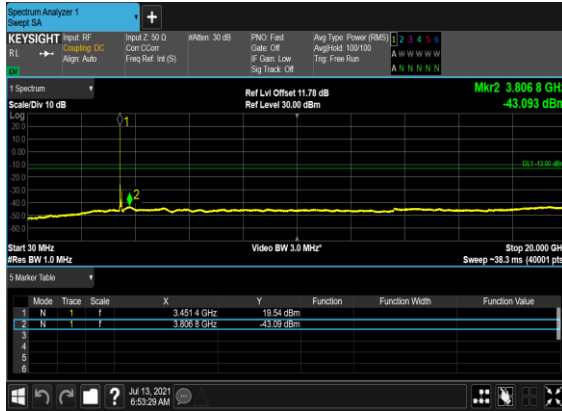 Spectrum Analyzer 1
Swept SA
+
KEYSIGHT Input: RF Input Z: 50 Ω #Atten: 30 dB PNO: Fast Avg Type: Power (RMS) 1 2 3 4 5 6
RL Coupling: DC Corr CCorr Gate: Off Avg|Hold: 100/100 A W W W W W
Align: Auto Freq Ref: Int (S) IF Gain: Low Trig: Free Run
Sig Track: Off A N N N N N
LU
1 Spectrum Ref Lvl Offset 11.78 dB Mkr2 3.806 8 GHz
Scale/Div 10 dB Ref Level 30.00 dBm -43.093 dBm
Log
1
20.0
10.0
0.00
-10.0 DL1 -13.00 dBm
-20.0
-30.0
2
-40.0
-50.0
-60.0
Start 30 MHz Video BW 3.0 MHz* Stop 20.000 GHz
#Res BW 1.0 MHz Sweep ~38.3 ms (40001 pts)
5 Marker Table
Mode Trace Scale X Y Function Function Width Function Value
1 N 1 f 3.451 4 GHz 19.54 dBm
2 N 1 f 3.806 8 GHz -43.09 dBm
3
4
5
6
? Jul 13, 2021
6:53:29 AM